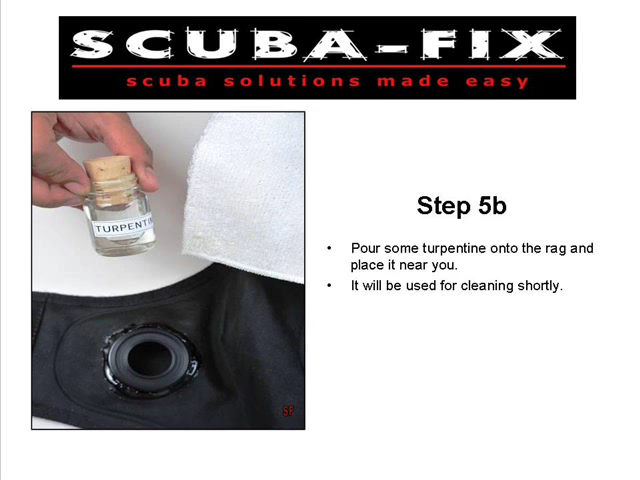 SCUBA-FIX
scuba solutions made easy
TURPENTIN
Step 5b
• Pour some turpentine onto the rag and
place it near you.
• It will be used for cleaning shortly.
SF